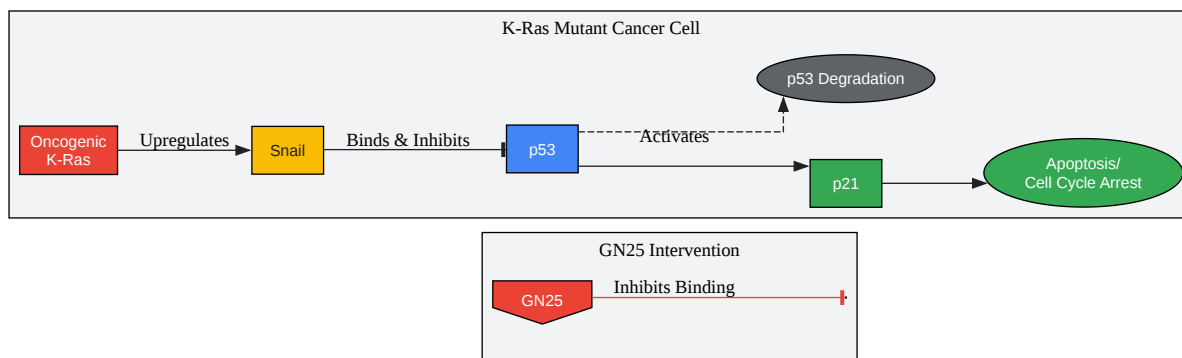 K-Ras Mutant Cancer Cell
p53 Degradation
Oncogenic
K-Ras
Upregulates
Snail
Binds & Inhibits
p53
Activates
p21
Apoptosis/
Cell Cycle Arrest
GN25 Intervention
GN25
Inhibits Binding